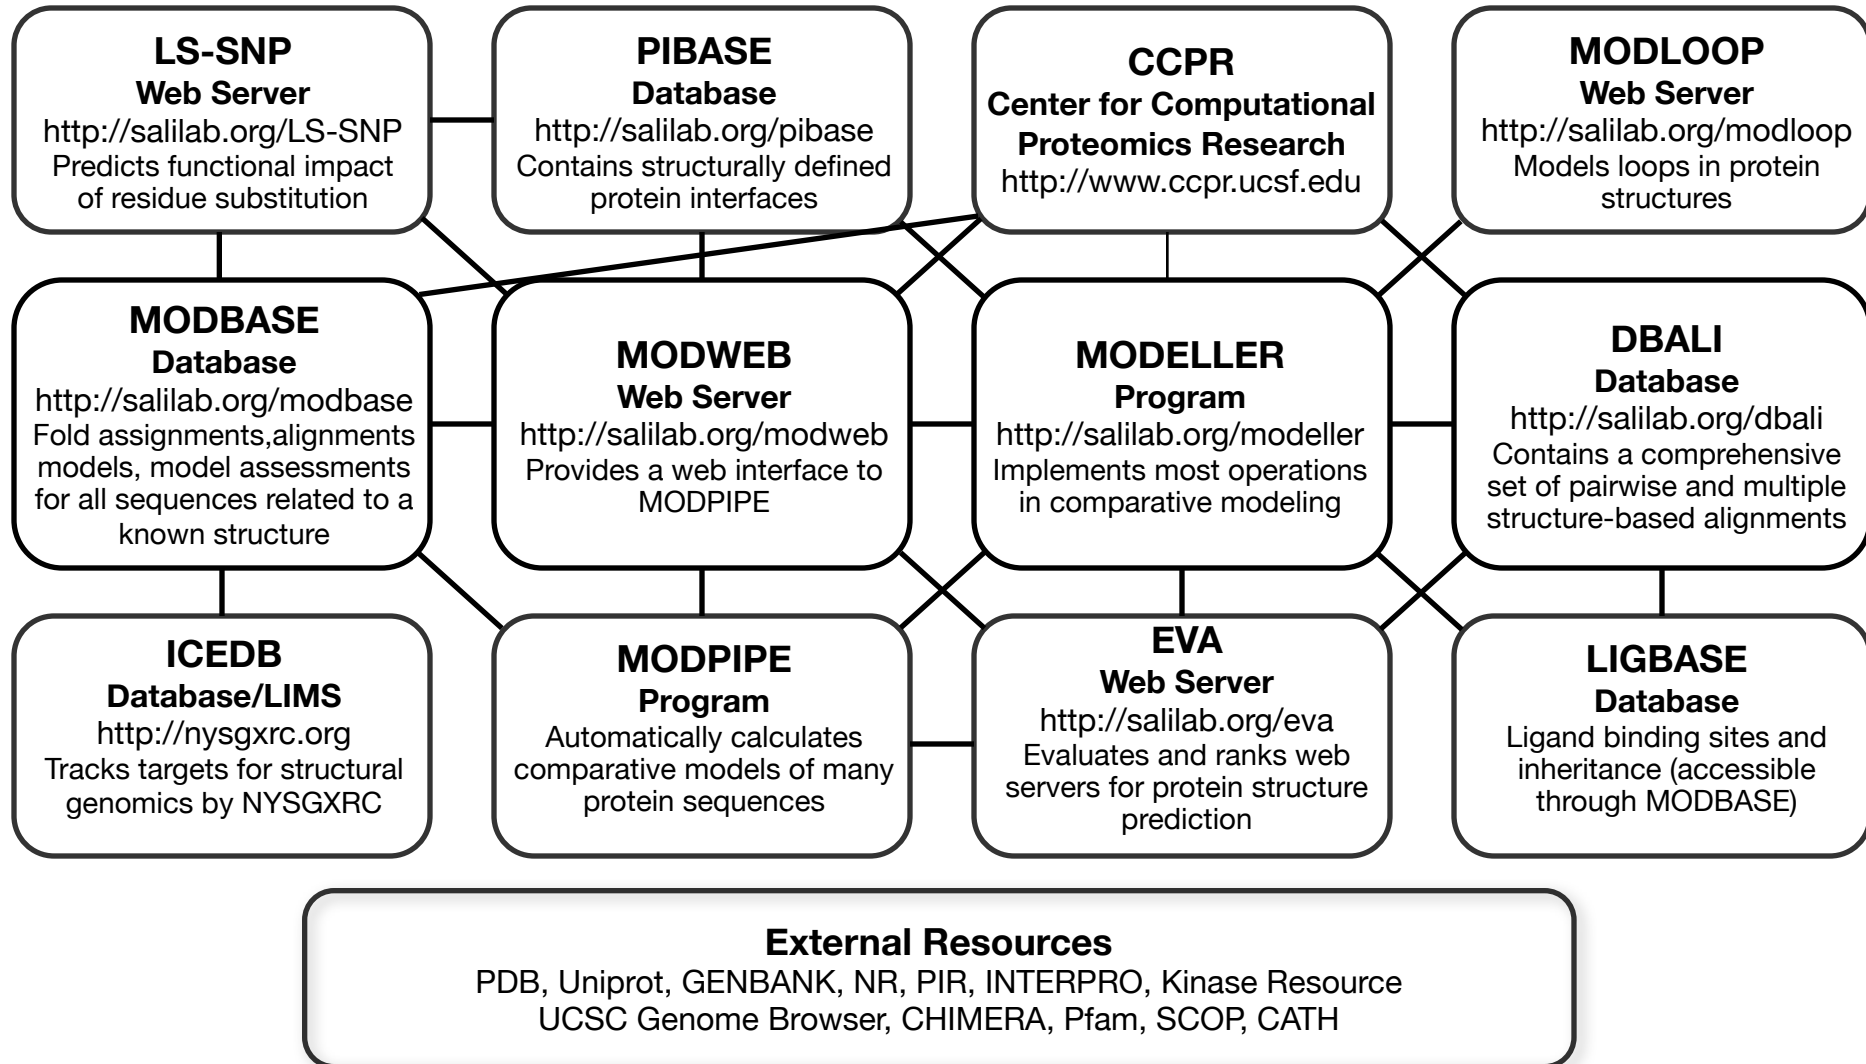 LS-SNP
Web Server
http://salilab.org/LS-SNP
Predicts functional impact
of residue substitution
PIBASE
Database
http://salilab.org/pibase
Contains structurally defined
protein interfaces
CCPR
Center for Computational
Proteomics Research
http://www.ccpr.ucsf.edu
MODLOOP
Web Server
http://salilab.org/modloop
Models loops in protein
structures
MODBASE
Database
http://salilab.org/modbase
Fold assignments,alignments
models, model assessments
for all sequences related to a
known structure
MODWEB
Web Server
http://salilab.org/modweb
Provides a web interface to
MODPIPE
MODELLER
Program
http://salilab.org/modeller
Implements most operations
in comparative modeling
DBALI
Database
http://salilab.org/dbali
Contains a comprehensive
set of pairwise and multiple
structure-based alignments
ICEDB
Database/LIMS
http://nysgxrc.org
Tracks targets for structural
genomics by NYSGXRC
MODPIPE
Program
Automatically calculates
comparative models of many
protein sequences
EVA
Web Server
http://salilab.org/eva
Evaluates and ranks web
servers for protein structure
prediction
LIGBASE
Database
Ligand binding sites and
inheritance (accessible
through MODBASE)
External Resources
PDB, Uniprot, GENBANK, NR, PIR, INTERPRO, Kinase Resource
UCSC Genome Browser, CHIMERA, Pfam, SCOP, CATH